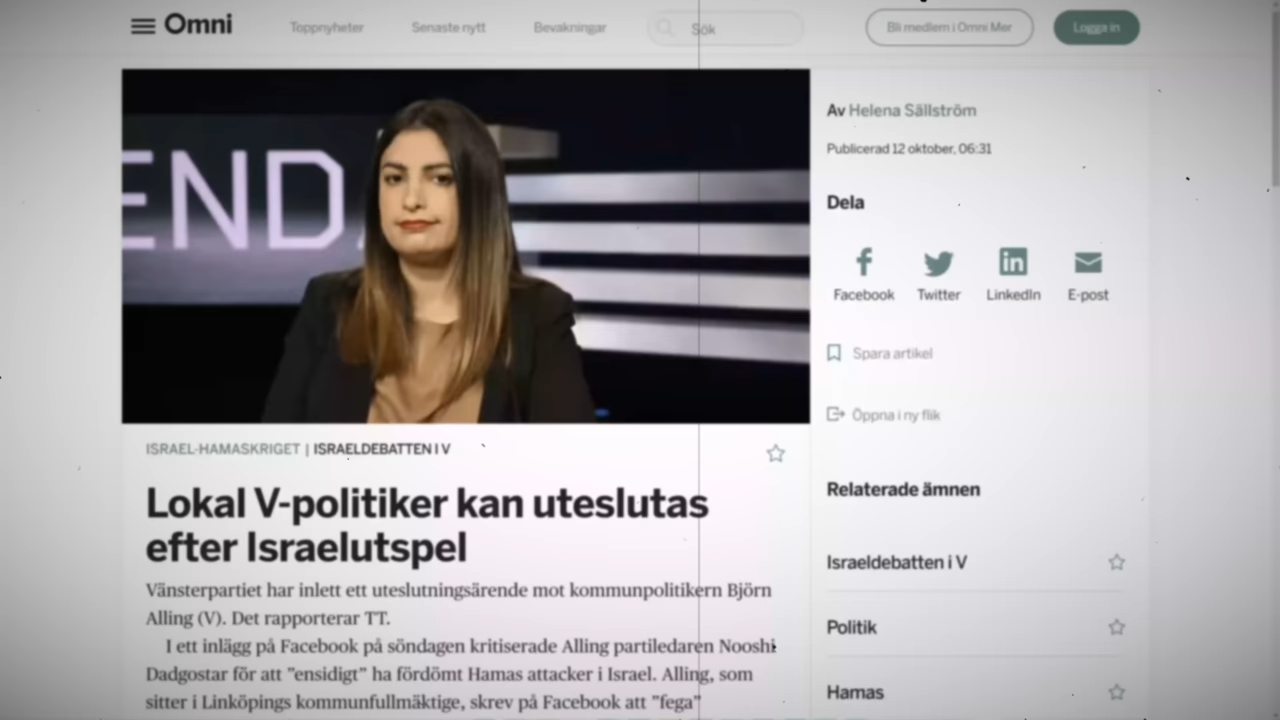 Omni
Toppnyheter
Senaste nytt
Bevakningar
Sök
Bli medlem i Omni Mer
Logga in
END
Av Helena Sällström
Publicerad 12 oktober, 06:31
Dela
Facebook
Twitter
LinkedIn
E-post
Spara artikel
Öppna i ny flik
ISRAEL-HAMASKRIGET | ISRAELDEBATTEN I V
Lokal V-politiker kan uteslutas
efter Israelutspel
Vänsterpartiet har inlett ett uteslutningsärende mot kommunpolitikern Björn
Alling (V). Det rapporterar TT.
I ett inlägg på Facebook på söndagen kritiserade Alling partiledaren Nooshi
Dadgostar för att ”ensidigt” ha fördömt Hamas attacker i Israel. Alling, som
sitter i Linköpings kommunfullmäktige, skrev på Facebook att ”fega”
Relaterade ämnen
Israeldebatten i V
Politik
Hamas